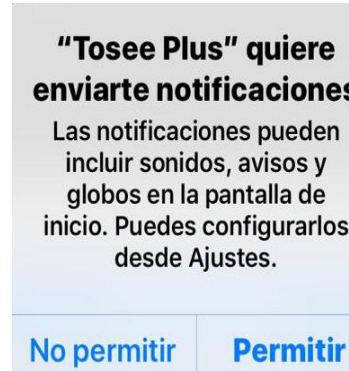 “Tosee Plus” quiere
enviarte notificaciones
Las notificaciones pueden
incluir sonidos, avisos y
globos en la pantalla de
inicio. Puedes configurarlos
desde Ajustes.
No permitir
Permitir